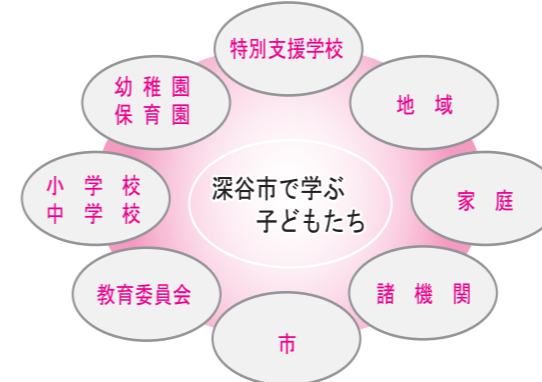 特別支援学校
幼稚園
保育園
地域
小学校
中学校
深谷市で学ぶ
子どもたち
家庭
教育委員会
諸機関
市